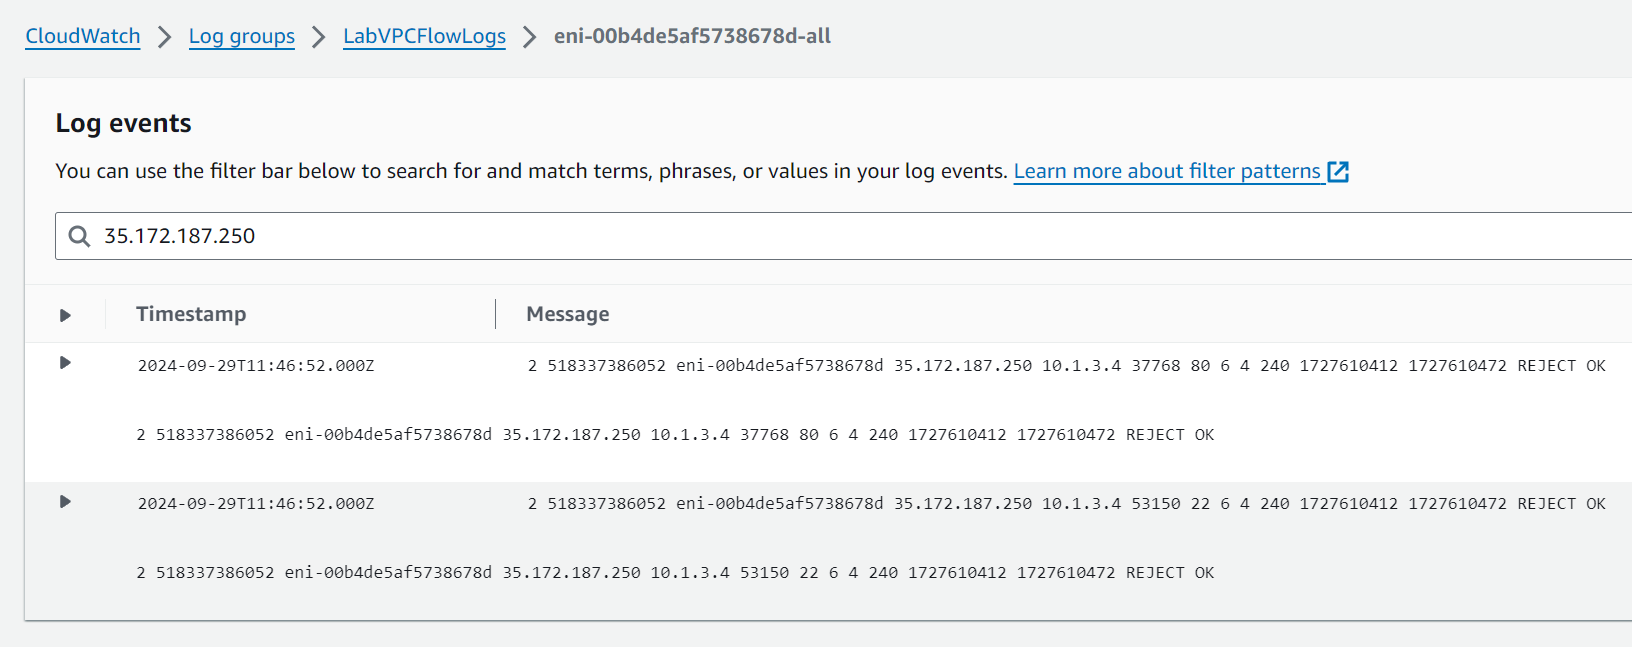 CloudWatch > Log groups > LabVPCFlowLogs > eni-00b4de5af5738678d-all
Log events
You can use the filter bar below to search for and match terms, phrases, or values in your log events. Learn more about filter patterns
35.172.187.250
Timestamp Message
2024-09-29T11:46:52.000Z 2 518337386052 eni-00b4de5af5738678d 35.172.187.250 10.1.3.4 37768 80 6 4 240 1727610412 1727610472 REJECT OK
2 518337386052 eni-00b4de5af5738678d 35.172.187.250 10.1.3.4 37768 80 6 4 240 1727610412 1727610472 REJECT OK
2024-09-29T11:46:52.000Z 2 518337386052 eni-00b4de5af5738678d 35.172.187.250 10.1.3.4 53150 22 6 4 240 1727610412 1727610472 REJECT OK
2 518337386052 eni-00b4de5af5738678d 35.172.187.250 10.1.3.4 53150 22 6 4 240 1727610412 1727610472 REJECT OK